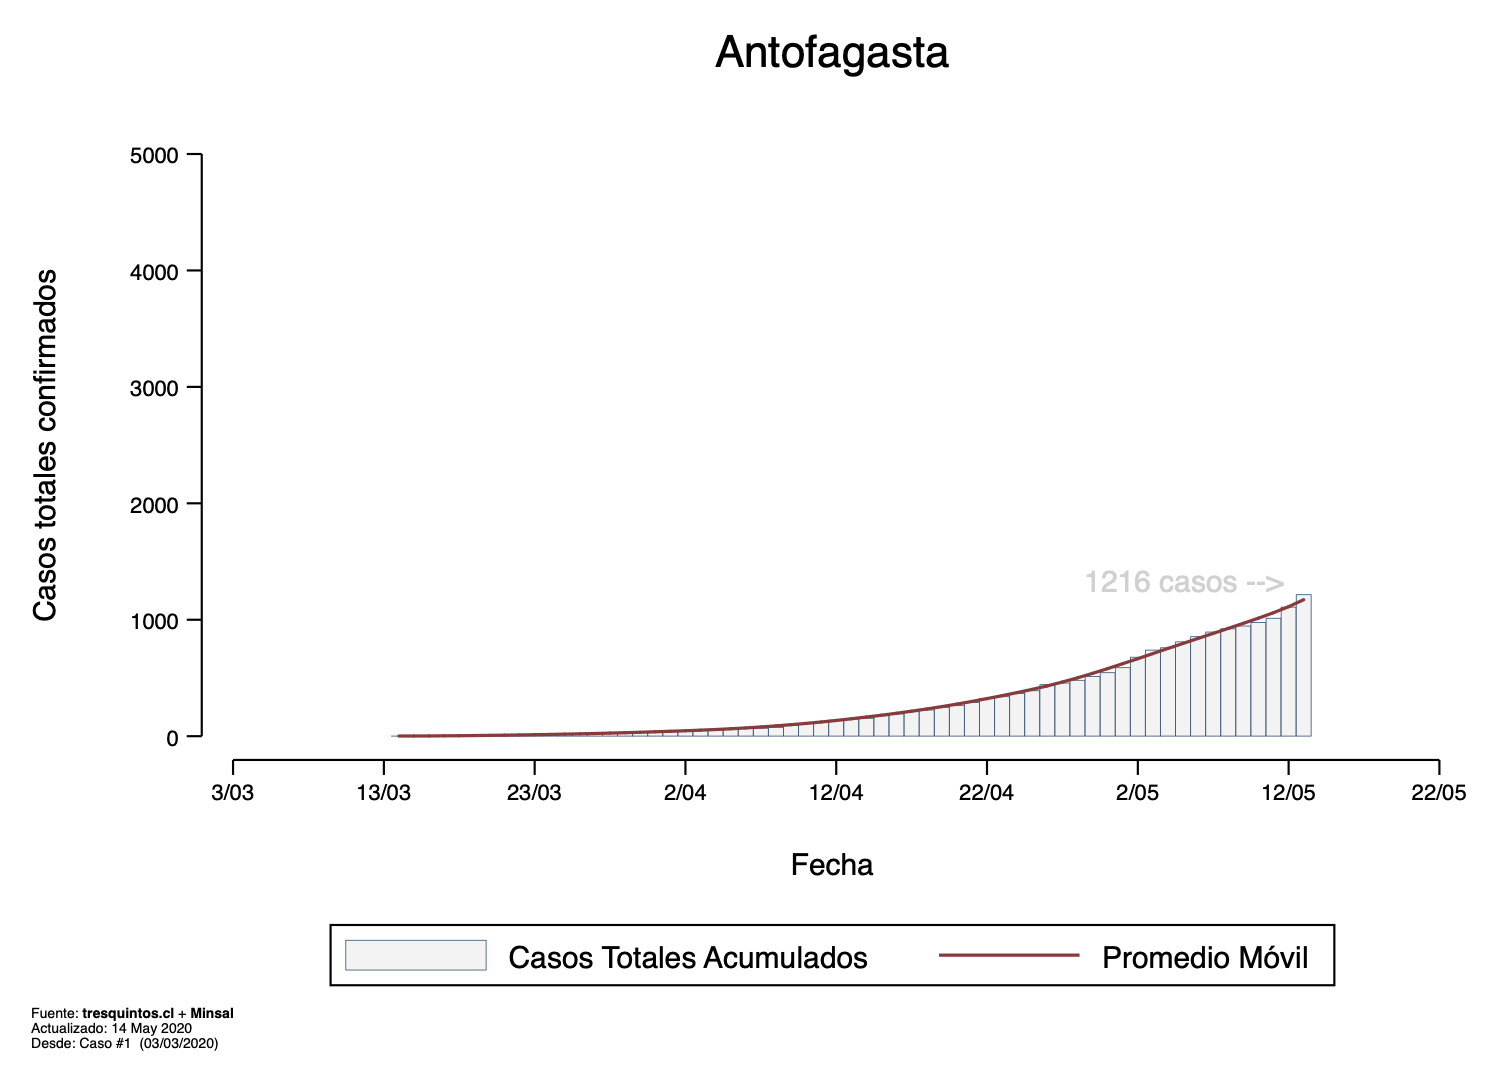 Antofagasta
Casos totales confirmados
5000
4000
3000
2000
1000
0
1216 casos -->
3/03 13/03 23/03 2/04 12/04 22/04 2/05 12/05 22/05
Fecha
Casos Totales Acumulados Promedio Móvil
Fuente: tresquintos.cl + Minsal
Actualizado: 14 May 2020
Desde: Caso #1 (03/03/2020)